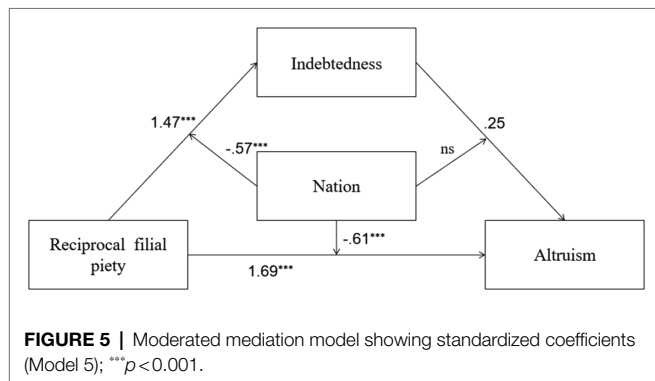 Indebtedness
1.47***
.25
-.57***
ns
Nation
Reciprocal filial
piety
-.61***
Altruism
1.69***
FIGURE 5 | Moderated mediation model showing standardized coefficients
(Model 5); ***p<0.001.